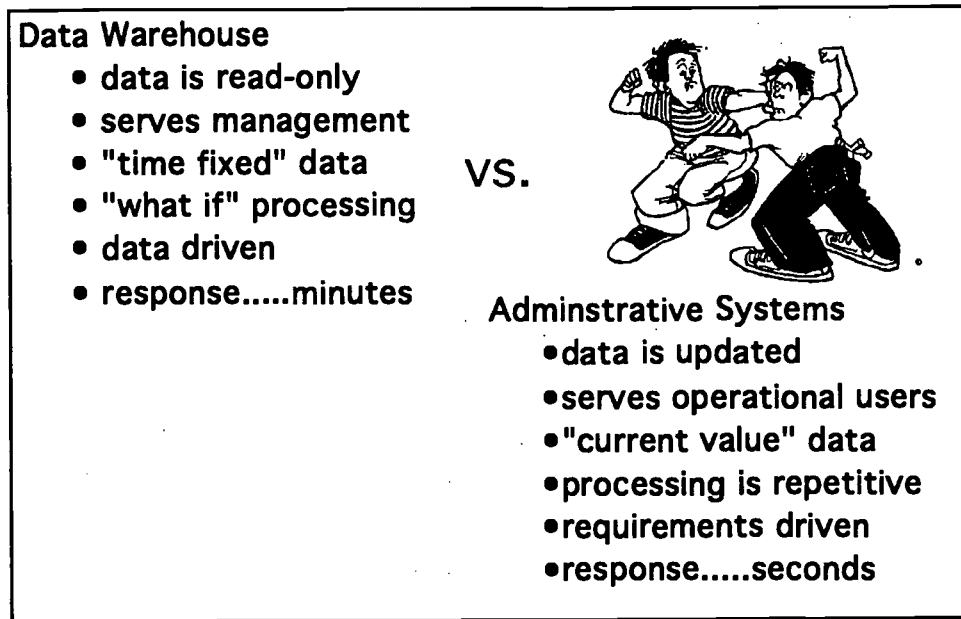 Data Warehouse
• data is read-only
• serves management
• "time fixed" data
• "what if" processing
• data driven
• response.....minutes
VS.
Adminstrative Systems
•data is updated
•serves operational users
•"current value" data
•processing is repetitive
•requirements driven
•response.....seconds